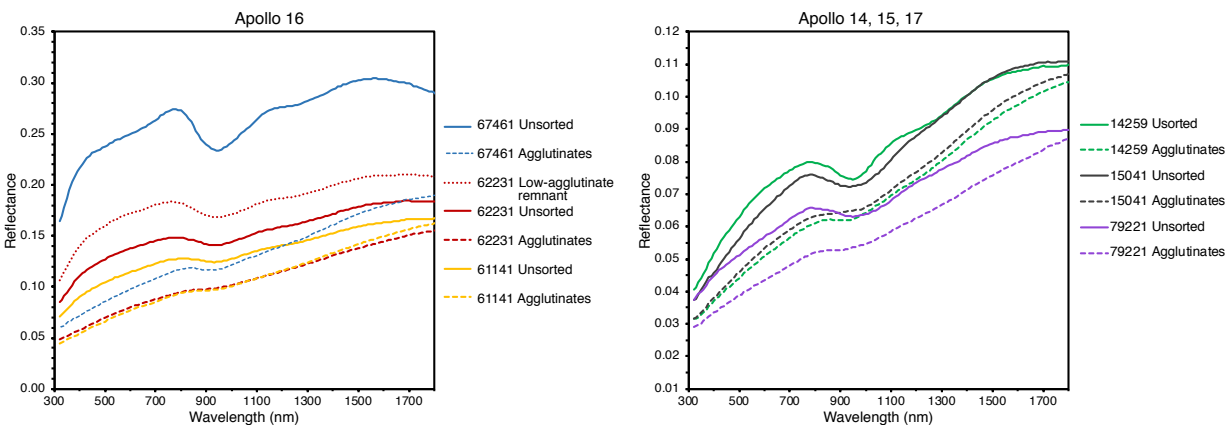 Apollo 16
Reflectance
0.35
0.30
0.25
0.20
0.15
0.10
0.05
0.00
300
500
700
900
1100
1300
1500
1700
Wavelength (nm)
67461 Unsorted
67461 Agglutinates
62231 Low-agglutinate
remnant
62231 Unsorted
62231 Agglutinates
61141 Unsorted
61141 Agglutinates
Apollo 14, 15, 17
Reflectance
0.12
0.11
0.10
0.09
0.08
0.07
0.06
0.05
0.04
0.03
0.02
0.01
300
500
700
900
1100
1300
1500
1700
Wavelength (nm)
14259 Usorted
14259 Agglutinates
15041 Unsorted
15041 Agglutinates
79221 Unsorted
79221 Agglutinates